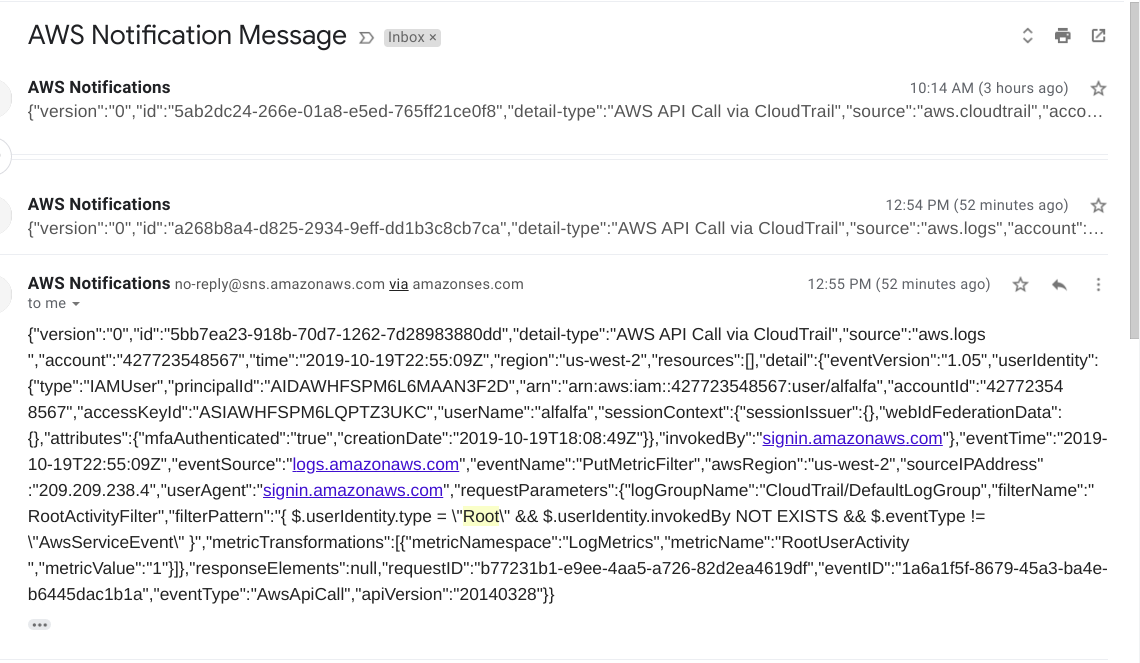 AWS Notification Message Inbox ×
AWS Notifications 10:14 AM (3 hours ago)
{"version":"0","id":"5ab2dc24-266e-01a8-e5ed-765ff21ce0f8","detail-type":"AWS API Call via CloudTrail","source":"aws.cloudtrail","acco…
AWS Notifications 12:54 PM (52 minutes ago)
{"version":"0","id":"a268b8a4-d825-2934-9eff-dd1b3c8cb7ca","detail-type":"AWS API Call via CloudTrail","source":"aws.logs","account":…
AWS Notifications no-reply@sns.amazonaws.com via amazonses.com 12:55 PM (52 minutes ago)
to me
{"version":"0","id":"5bb7ea23-918b-70d7-1262-7d28983880dd","detail-type":"AWS API Call via CloudTrail","source":"aws.logs
","account":"427723548567","time":"2019-10-19T22:55:09Z","region":"us-west-2","resources":[],"detail":{"eventVersion":"1.05","userIdentity":
{"type":"IAMUser","principalId":"AIDAWHFSPM6L6MAAN3F2D","arn":"arn:aws:iam::427723548567:user/alfalfa","accountId":"42772354
8567","accessKeyId":"ASIAWHFSPM6LQPTZ3UKC","userName":"alfalfa","sessionContext":{"sessionIssuer":{},"webIdFederationData":
{},"attributes":{"mfaAuthenticated":"true","creationDate":"2019-10-19T18:08:49Z"}},"invokedBy":"signin.amazonaws.com"},"eventTime":"2019-
10-19T22:55:09Z","eventSource":"logs.amazonaws.com","eventName":"PutMetricFilter","awsRegion":"us-west-2","sourceIPAddress"
:"209.209.238.4","userAgent":"signin.amazonaws.com","requestParameters":{"logGroupName":"CloudTrail/DefaultLogGroup","filterName":"
RootActivityFilter","filterPattern":"{ $.userIdentity.type = \"Root\" && $.userIdentity.invokedBy NOT EXISTS && $.eventType !=
\"AwsServiceEvent\" }","metricTransformations":[{"metricNamespace":"LogMetrics","metricName":"RootUserActivity
","metricValue":"1"}]},"responseElements":null,"requestID":"b77231b1-e9ee-4aa5-a726-82d2ea4619df","eventID":"1a6a1f5f-8679-45a3-ba4e-
b6445dac1b1a","eventType":"AwsApiCall","apiVersion":"20140328"}}